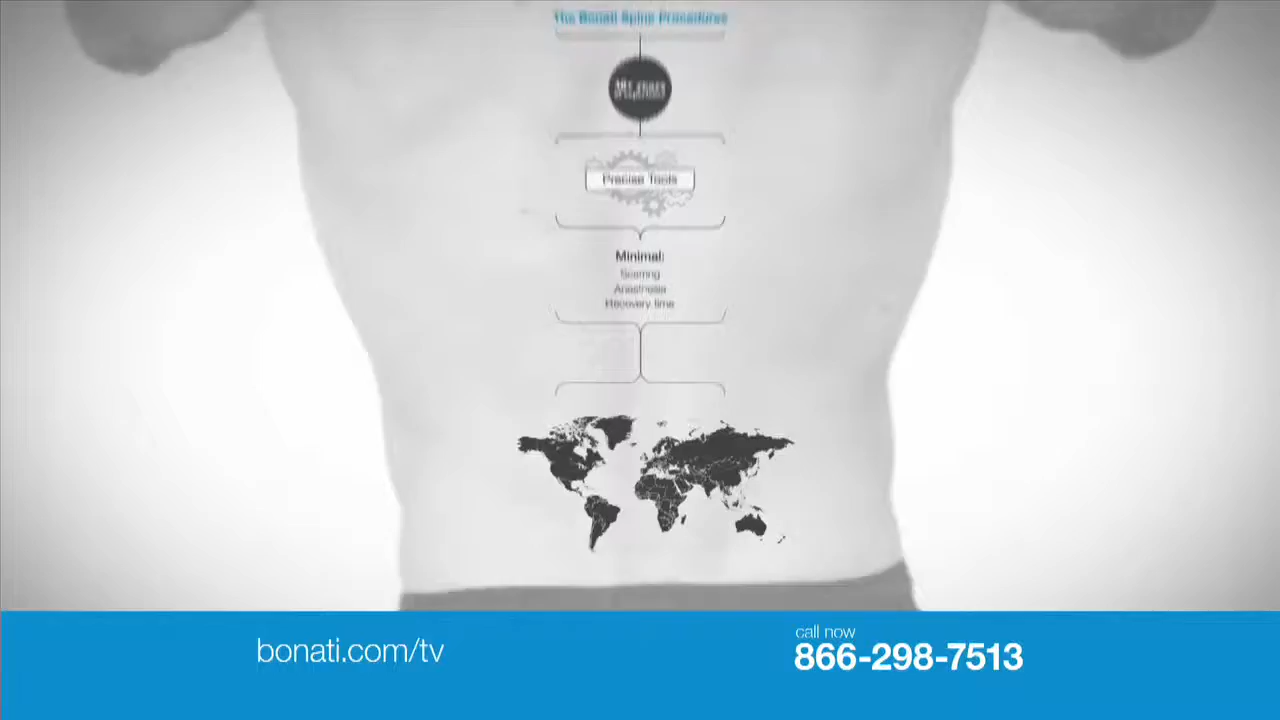 The Bonati Spine Procedures
Precise Tools
Minimal:
Scarring
Anesthesia
Recovery time
bonati.com/tv
call now
866-298-7513